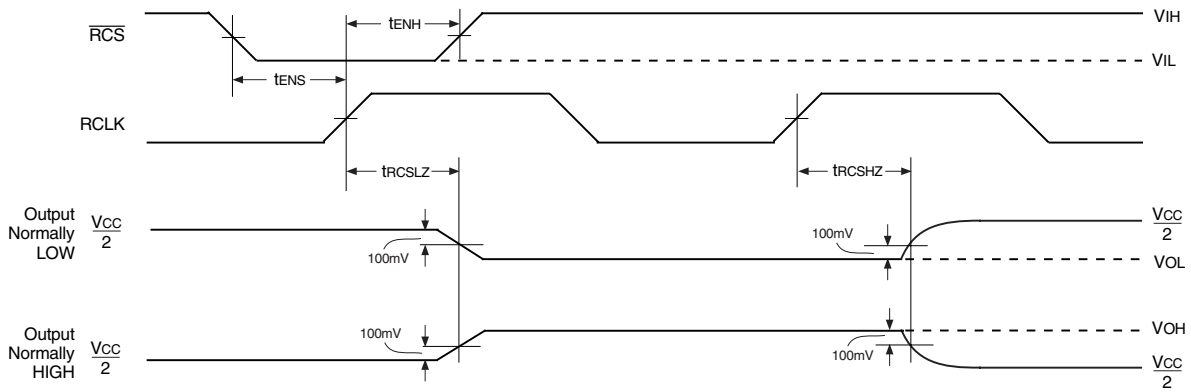 RCS
tENH
VIH
VIL
tENS
RCLK
tRCSLZ
tRCSHZ
Output
Normally
LOW
VCC
2
100mV
100mV
VCC
2
VOL
Output
Normally
HIGH
VCC
2
100mV
100mV
VOH
VCC
2